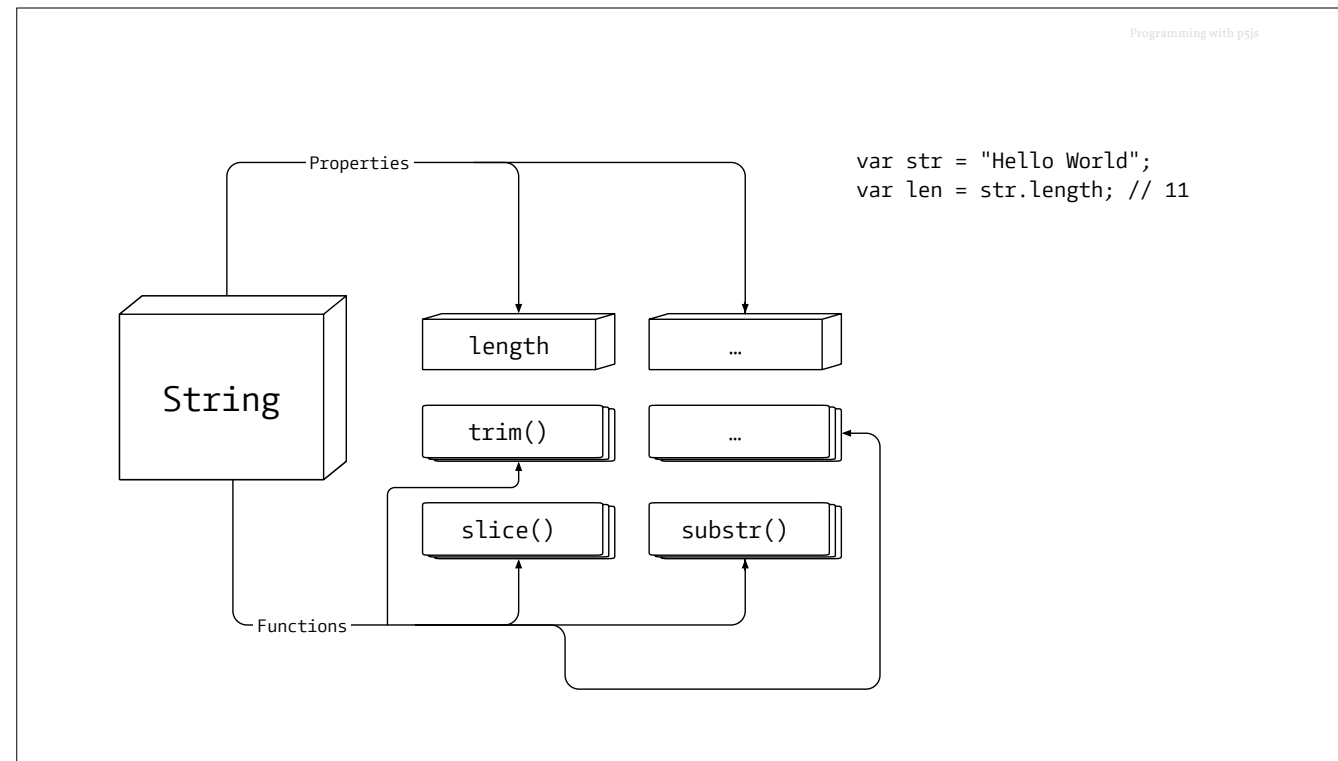 Programming with p5js
Properties
var str = "Hello World";
var len = str.length; // 11
length
…
String
trim()
…
slice()
substr()
Functions